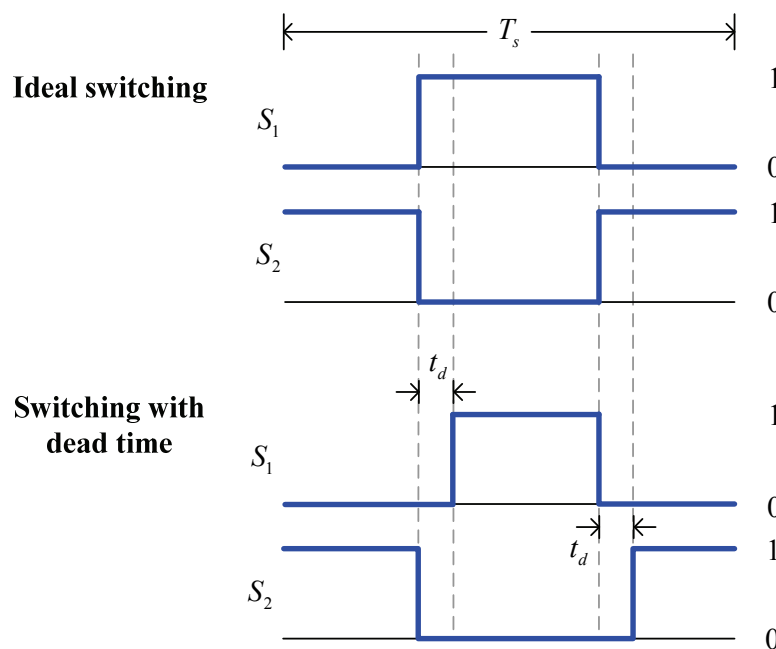 T_s
Ideal switching
1
S_1
0
1
S_2
0
t_d
Switching with
dead time
1
S_1
0
t_d
1
S_2
0